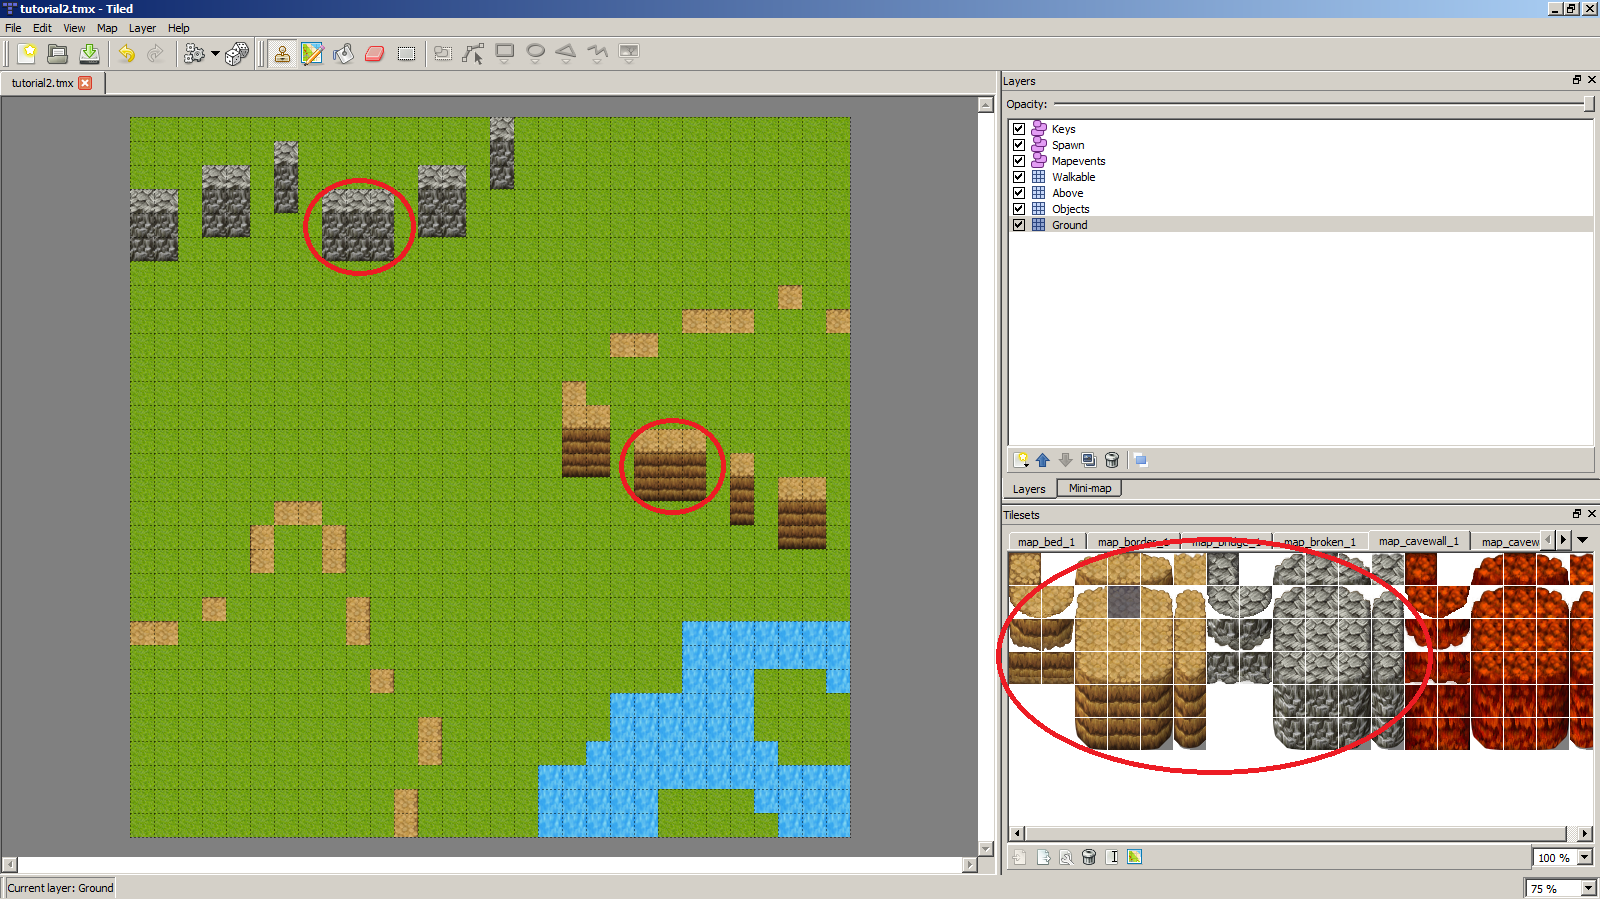 tutorial2.tmx - Tiled
File Edit View Map Layer Help
tutorial2.tmx
Layers
Opacity:
Keys
Spawn
Mapevents
Walkable
Above
Objects
Ground
Layers Mini-map
Tilesets
map_bed_1 map_border_1 map_bridge_1 map_broken_1 map_cavewall_1 map_cavew
100 %
Current layer: Ground
75 %